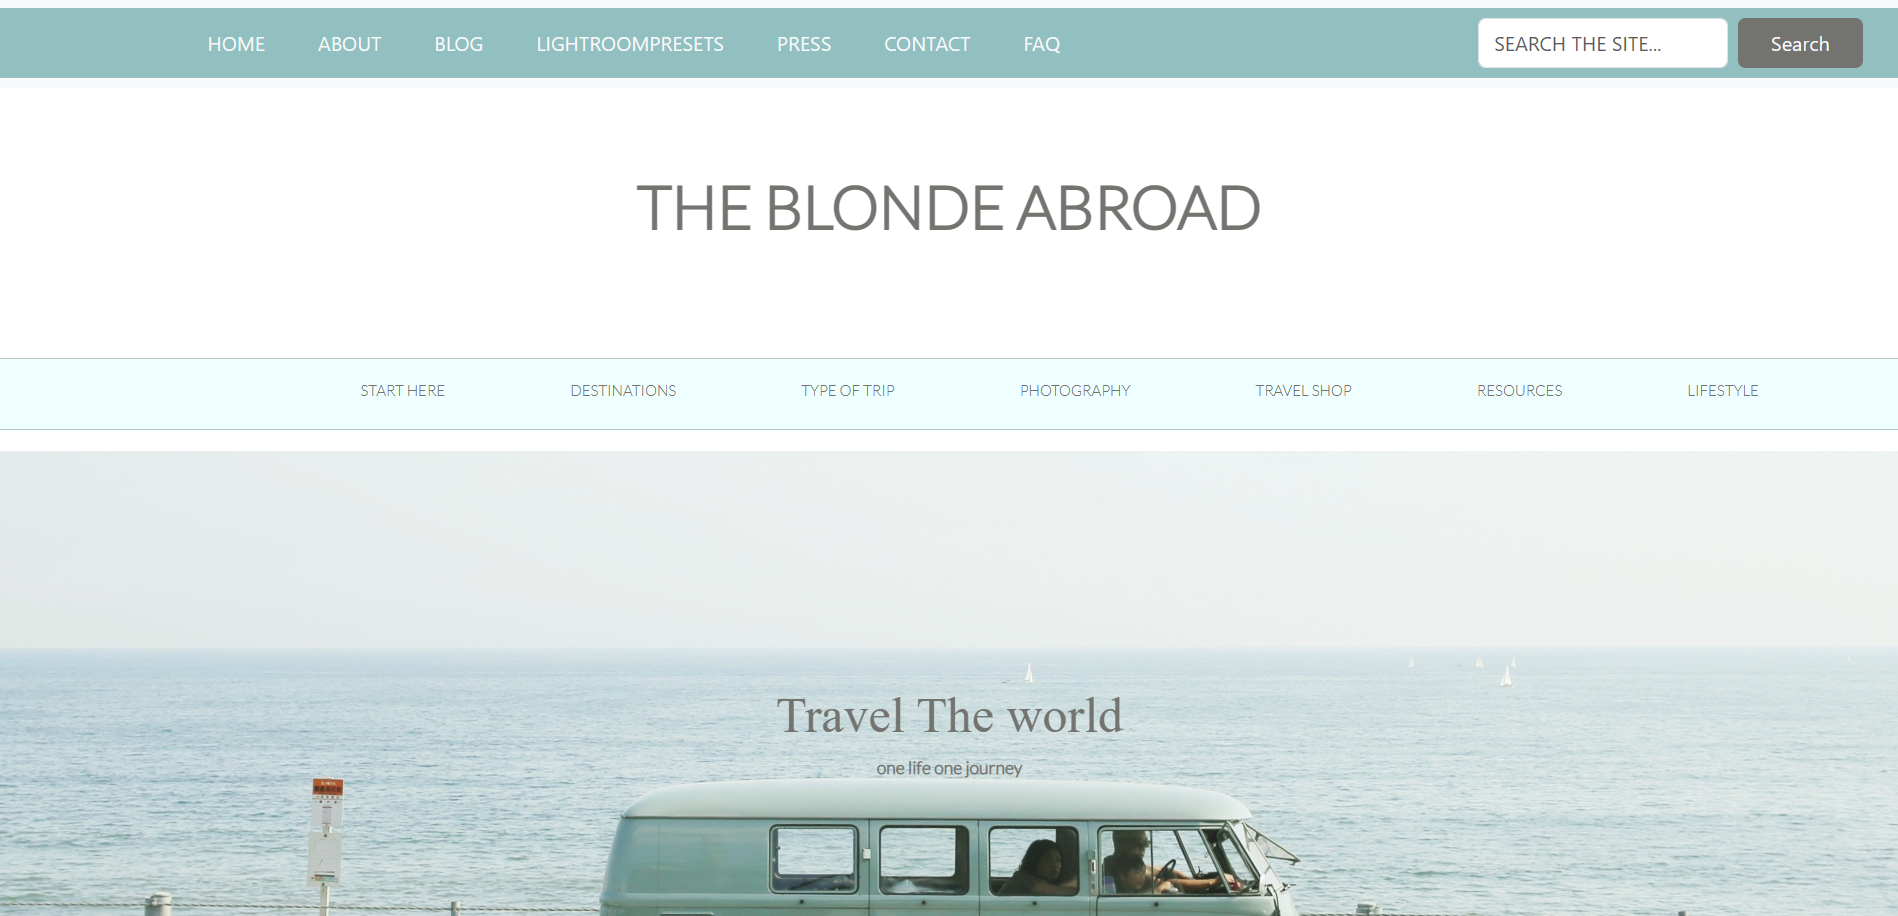 HOME ABOUT BLOG LIGHTROOMPRESETS PRESS CONTACT FAQ SEARCH THE SITE... Search
THE BLONDE ABROAD
START HERE DESTINATIONS TYPE OF TRIP PHOTOGRAPHY TRAVEL SHOP RESOURCES LIFESTYLE
Travel The world
one life one journey